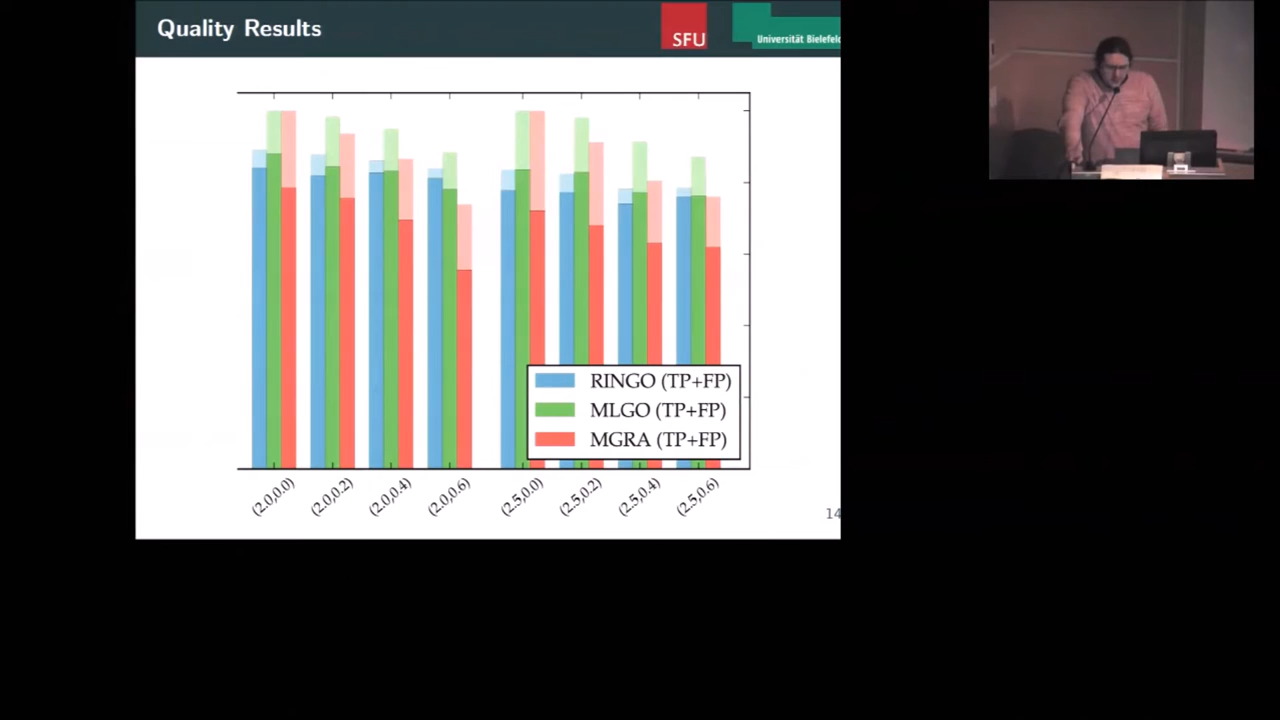 Quality Results
SFU
Universität Bielefeld
RINGO (TP+FP)
MLGO (TP+FP)
MGRA (TP+FP)
(2.0,0.0) (2.0,0.2) (2.0,0.4) (2.0,0.6) (2.5,0.0) (2.5,0.2) (2.5,0.4) (2.5,0.6)
14